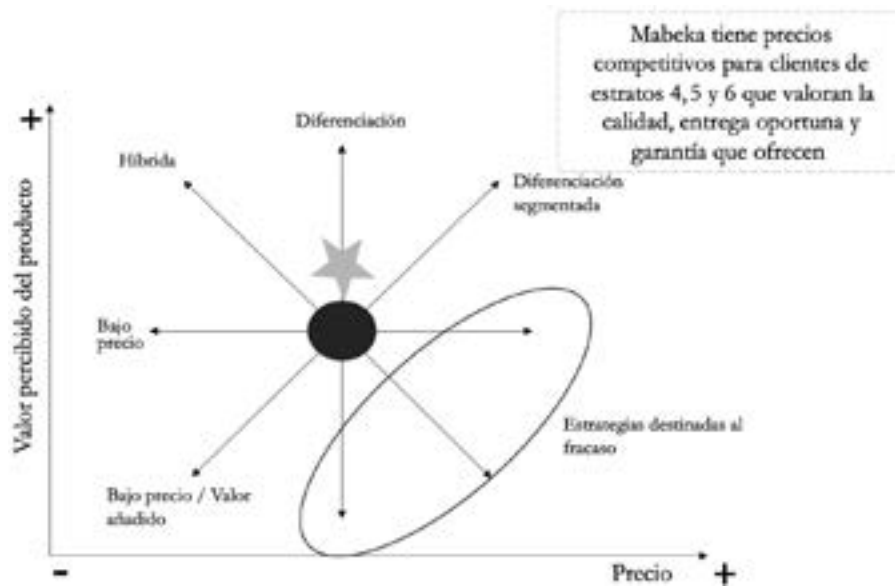 Mabeka tiene precios
competitivos para clientes de
estratos 4, 5 y 6 que valoran la
calidad, entrega oportuna y
garantía que ofrecen
+
Diferenciación
Híbrida
Diferenciación
segmentada
Valor percibido del producto
Bajo
precio
Estrategias destinadas al
fracaso
Bajo precio / Valor
añadido
-
Precio
+